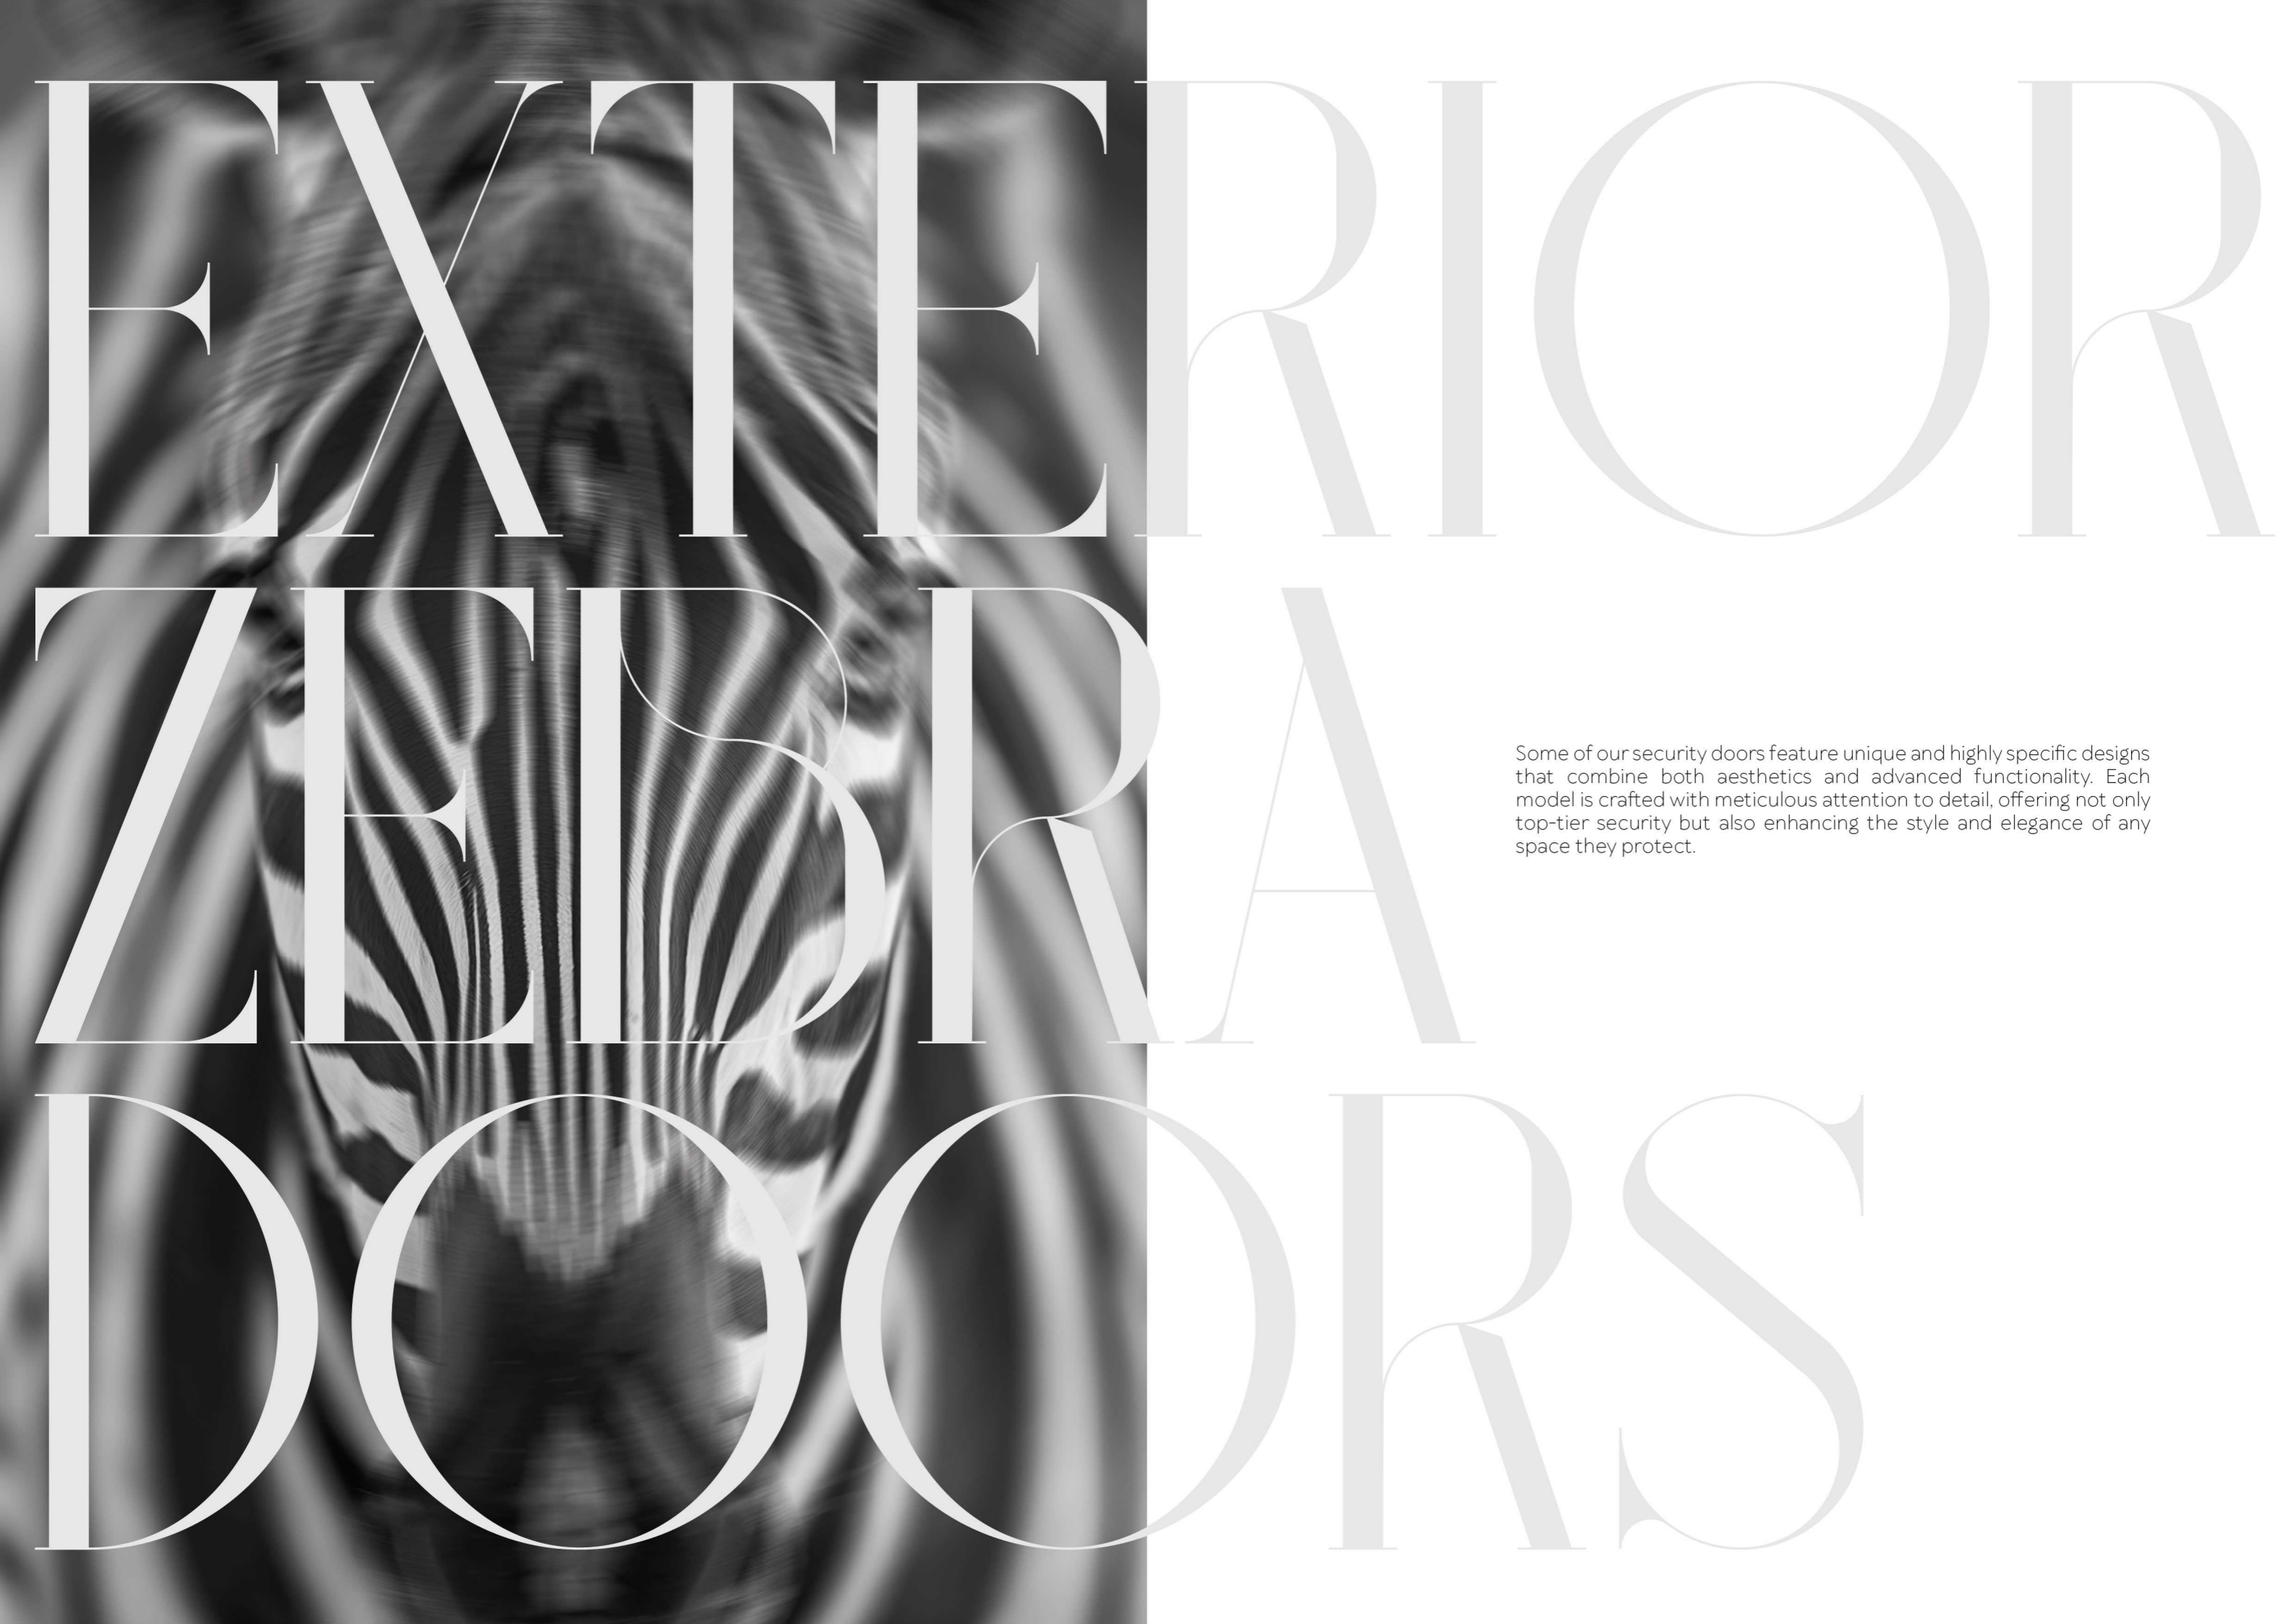 EXTERIOR
ZEBRA
DOORS
Some of our security doors feature unique and highly specific designs
that combine both aesthetics and advanced functionality. Each
model is crafted with meticulous attention to detail, offering not only
top-tier security but also enhancing the style and elegance of any
space they protect.